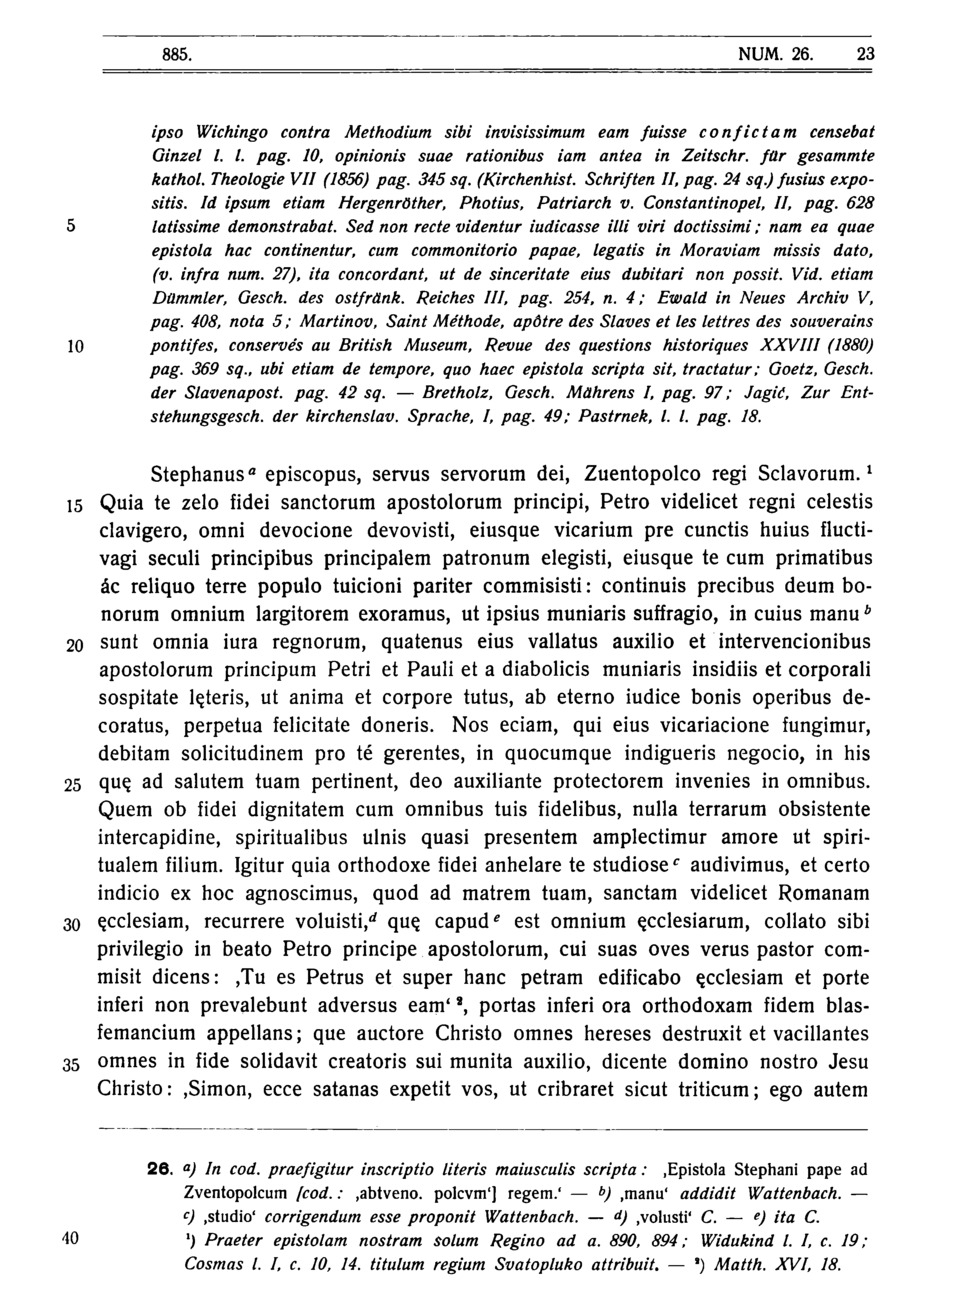 885. NUM. 26. 23
ipso Wichingo contra Methodium sibi invisissimum eam fuisse confictam censebat
Ginzel l. l. pag. 10, opinionis suae rationibus iam antea in Zeitschr. für gesammte
kathol. Theologie VII (1856) pag. 345 sq. (Kirchenhist. Schriften II, pag. 24 sq.) fusius expo-
sitis. Id ipsum etiam Hergenröther, Photius, Patriarch v. Constantinopel, II, pag. 628
5 latissime demonstrabat. Sed non recte videntur iudicasse illi viri doctissimi; nam ea quae
epistola hac continentur, cum commonitorio papae, legatis in Moraviam missis dato,
(v. infra num. 27), ita concordant, ut de sinceritate eius dubitari non possit. Vid. etiam
Dümmler, Gesch. des ostfränk. Reiches III, pag. 254, n. 4; Ewald in Neues Archiv V,
pag. 408, nota 5; Martinov, Saint Méthode, apôtre des Slaves et les lettres des souverains
10 pontifes, conservés au British Museum, Revue des questions historiques XXVIII (1880)
pag. 369 sq., ubi etiam de tempore, quo haec epistola scripta sit, tractatur; Goetz, Gesch.
der Slavenapost. pag. 42 sq. — Bretholz, Gesch. Mährens I, pag. 97; Jagić, Zur Ent-
stehungsgesch. der kirchenslav. Sprache, I, pag. 49; Pastrnek, l. l. pag. 18.
Stephanus a episcopus, servus servorum dei, Zuentopolco regi Sclavorum. 1
15 Quia te zelo fidei sanctorum apostolorum principi, Petro videlicet regni celestis
clavigero, omni devocione devovisti, eiusque vicarium pre cunctis huius flucti-
vagi seculi principibus principalem patronum elegisti, eiusque te cum primatibus
ác reliquo terre populo tuicioni pariter commisisti: continuis precibus deum bo-
norum omnium largitorem exoramus, ut ipsius muniaris suffragio, in cuius manu b
20 sunt omnia iura regnorum, quatenus eius vallatus auxilio et intervencionibus
apostolorum principum Petri et Pauli et a diabolicis muniaris insidiis et corporali
sospitate lęteris, ut anima et corpore tutus, ab eterno iudice bonis operibus de-
coratus, perpetua felicitate doneris. Nos eciam, qui eius vicariacione fungimur,
debitam solicitudinem pro té gerentes, in quocumque indigueris negocio, in his
25 quę ad salutem tuam pertinent, deo auxiliante protectorem invenies in omnibus.
Quem ob fidei dignitatem cum omnibus tuis fidelibus, nulla terrarum obsistente
intercapidine, spiritualibus ulnis quasi presentem amplectimur amore ut spiri-
tualem filium. Igitur quia orthodoxe fidei anhelare te studiose c audivimus, et certo
indicio ex hoc agnoscimus, quod ad matrem tuam, sanctam videlicet Romanam
30 ęcclesiam, recurrere voluisti, d quę capud e est omnium ęcclesiarum, collato sibi
privilegio in beato Petro principe apostolorum, cui suas oves verus pastor com-
misit dicens: ‚Tu es Petrus et super hanc petram edificabo ęcclesiam et porte
inferi non prevalebunt adversus eam‘ 2, portas inferi ora orthodoxam fidem blas-
femancium appellans; que auctore Christo omnes hereses destruxit et vacillantes
35 omnes in fide solidavit creatoris sui munita auxilio, dicente domino nostro Jesu
Christo: ‚Simon, ecce satanas expetit vos, ut cribraret sicut triticum; ego autem
26. a) In cod. praefigitur inscriptio literis maiusculis scripta: ‚Epistola Stephani pape ad
Zventopolcum [cod.: ‚abtveno. polcvm‘] regem.‘ — b) ‚manu‘ addidit Wattenbach. —
c) ‚studio‘ corrigendum esse proponit Wattenbach. — d) ‚volusti‘ C. — e) ita C.
40 1) Praeter epistolam nostram solum Regino ad a. 890, 894; Widukind l. I, c. 19;
Cosmas l. I, c. 10, 14. titulum regium Svatopluko attribuit. — 2) Matth. XVI, 18.